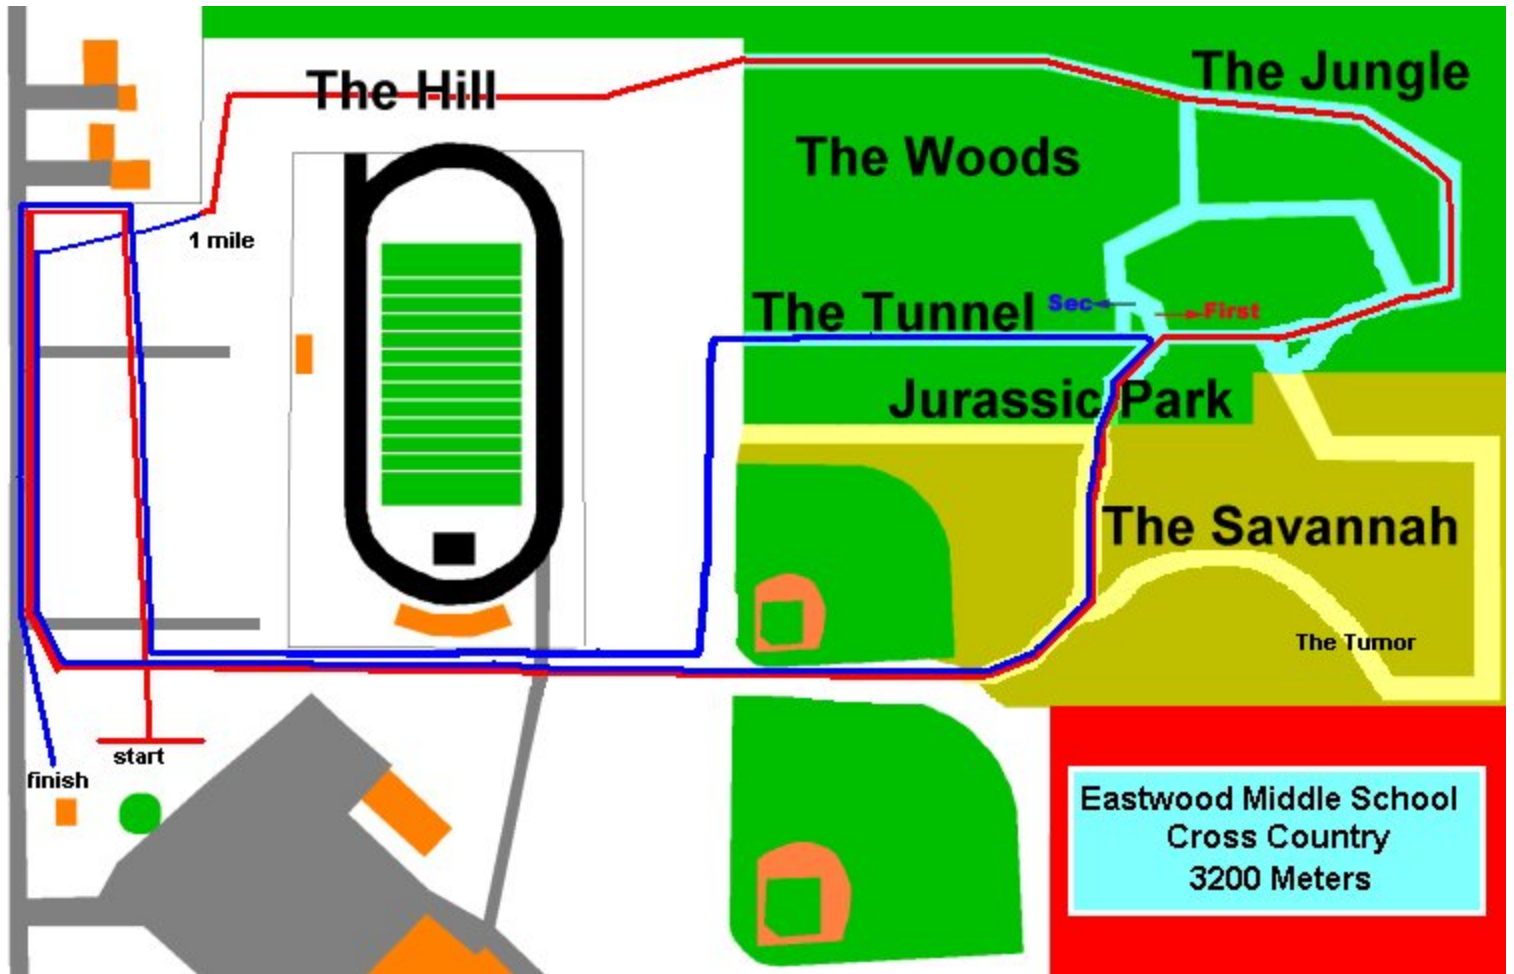 The Jungle
The Hill
The Woods
1 mile
The Tunnel
Sec
First
Jurassic Park
The Savannah
The Tumor
start
finish
Eastwood Middle School
Cross Country
3200 Meters